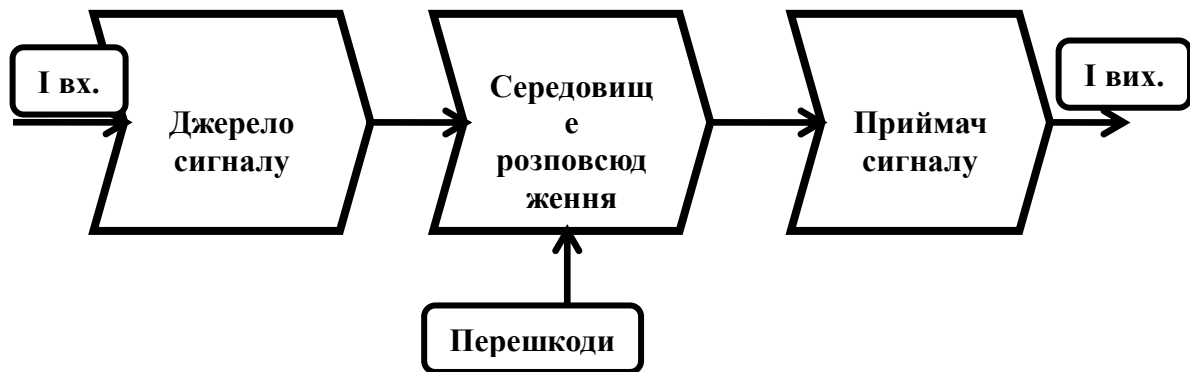 І вх.
Джерело
сигналу
Середовищ
е
розповсюд
ження
Приймач
сигналу
І вих.
Перешкоди